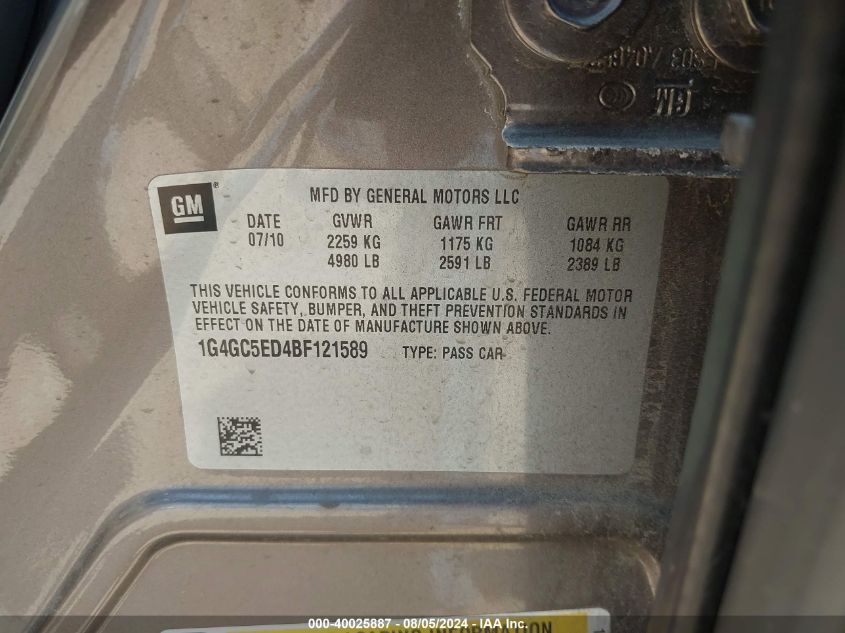 GM
GM ®
MFD BY GENERAL MOTORS LLC
DATE GVWR GAWR FRT GAWR RR
07/10 2259 KG 1175 KG 1084 KG
4980 LB 2591 LB 2389 LB
THIS VEHICLE CONFORMS TO ALL APPLICABLE U.S. FEDERAL MOTOR
VEHICLE SAFETY, BUMPER, AND THEFT PREVENTION STANDARDS IN
EFFECT ON THE DATE OF MANUFACTURE SHOWN ABOVE.
1G4GC5ED4BF121589 TYPE: PASS CAR
000-40025887 - 08/05/2024 - IAA Inc.
LOADING INFORMATION